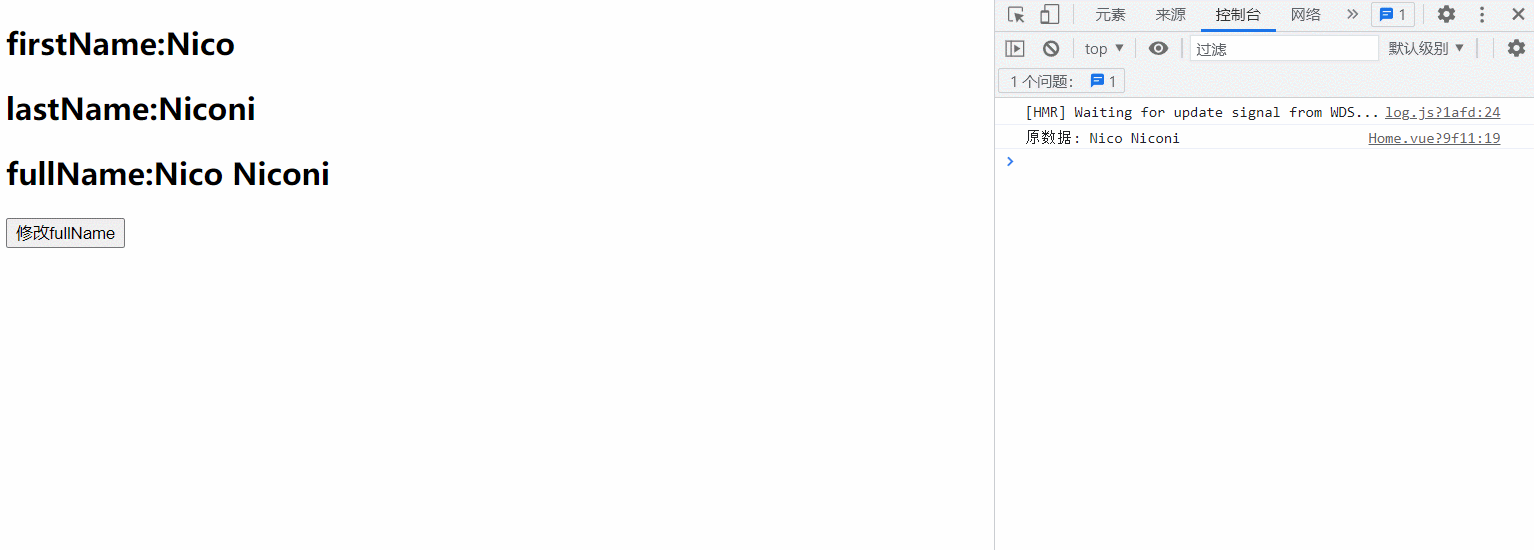 firstName:Nico
lastName:Niconi
fullName:Nico Niconi
修改fullName
元素 来源 控制台 网络 » 1
top ▼ 过滤 默认级别 ▼
1 个问题: 1
[HMR] Waiting for update signal from WDS... log.js?1afd:24
原数据: Nico Niconi Home.vue?9f11:19